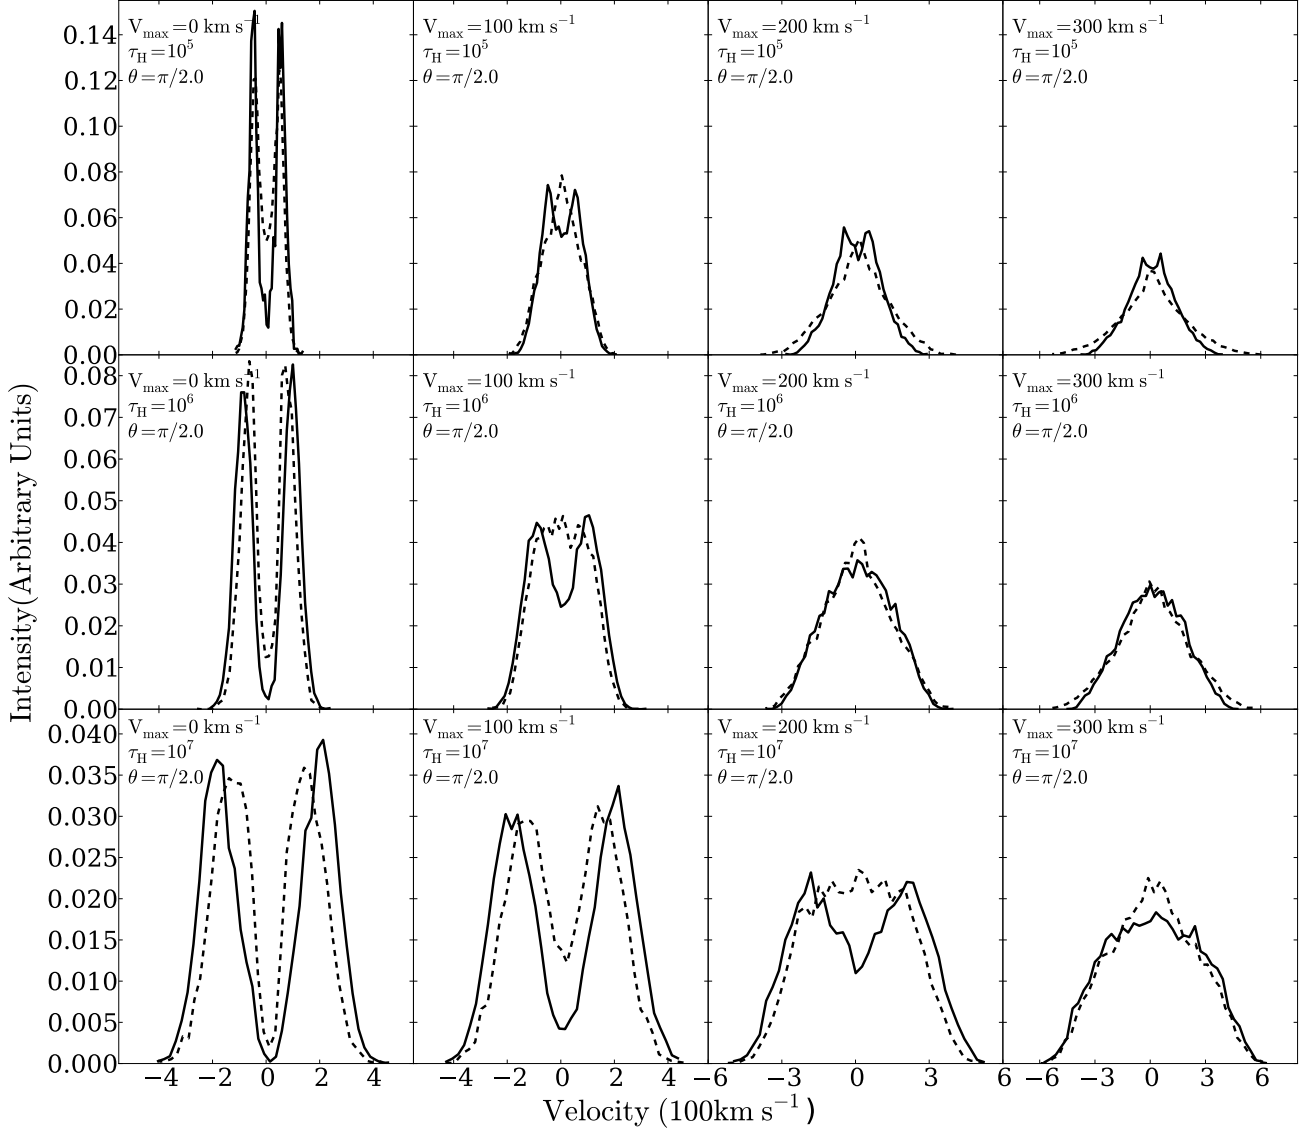 V_max=0 km s^−1
τ_H=10^5
θ=π/2.0
V_max=100 km s^−1
τ_H=10^5
θ=π/2.0
V_max=200 km s^−1
τ_H=10^5
θ=π/2.0
V_max=300 km s^−1
τ_H=10^5
θ=π/2.0
0.14
0.12
0.10
0.08
0.06
0.04
0.02
0.00
V_max=0 km s^−1
τ_H=10^6
θ=π/2.0
V_max=100 km s^−1
τ_H=10^6
θ=π/2.0
V_max=200 km s^−1
τ_H=10^6
θ=π/2.0
V_max=300 km s^−1
τ_H=10^6
θ=π/2.0
0.08
0.07
0.06
0.05
0.04
0.03
0.02
0.01
0.00
Intensity(Arbitrary Units)
V_max=0 km s^−1
τ_H=10^7
θ=π/2.0
V_max=100 km s^−1
τ_H=10^7
θ=π/2.0
V_max=200 km s^−1
τ_H=10^7
θ=π/2.0
V_max=300 km s^−1
τ_H=10^7
θ=π/2.0
0.040
0.035
0.030
0.025
0.020
0.015
0.010
0.005
0.000
−4 −2 0 2 4 −4 −2 0 2 4 −6 −3 0 3 6 −6 −3 0 3 6
Velocity (100km s^−1)